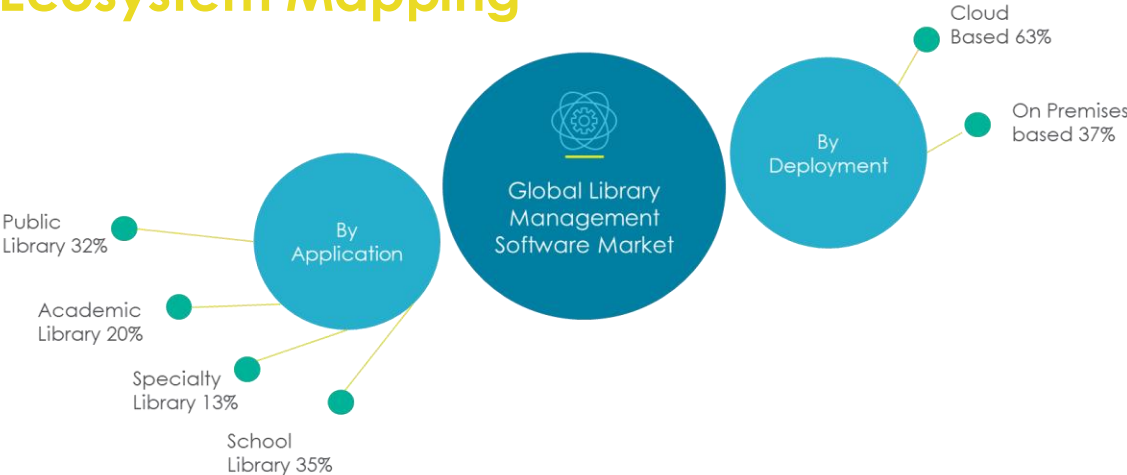 Ecosystem Mapping
Cloud
Based 63%
On Premises
based 37%
By
Deployment
Global Library
Management
Software Market
By
Application
Public
Library 32%
Academic
Library 20%
Specialty
Library 13%
School
Library 35%